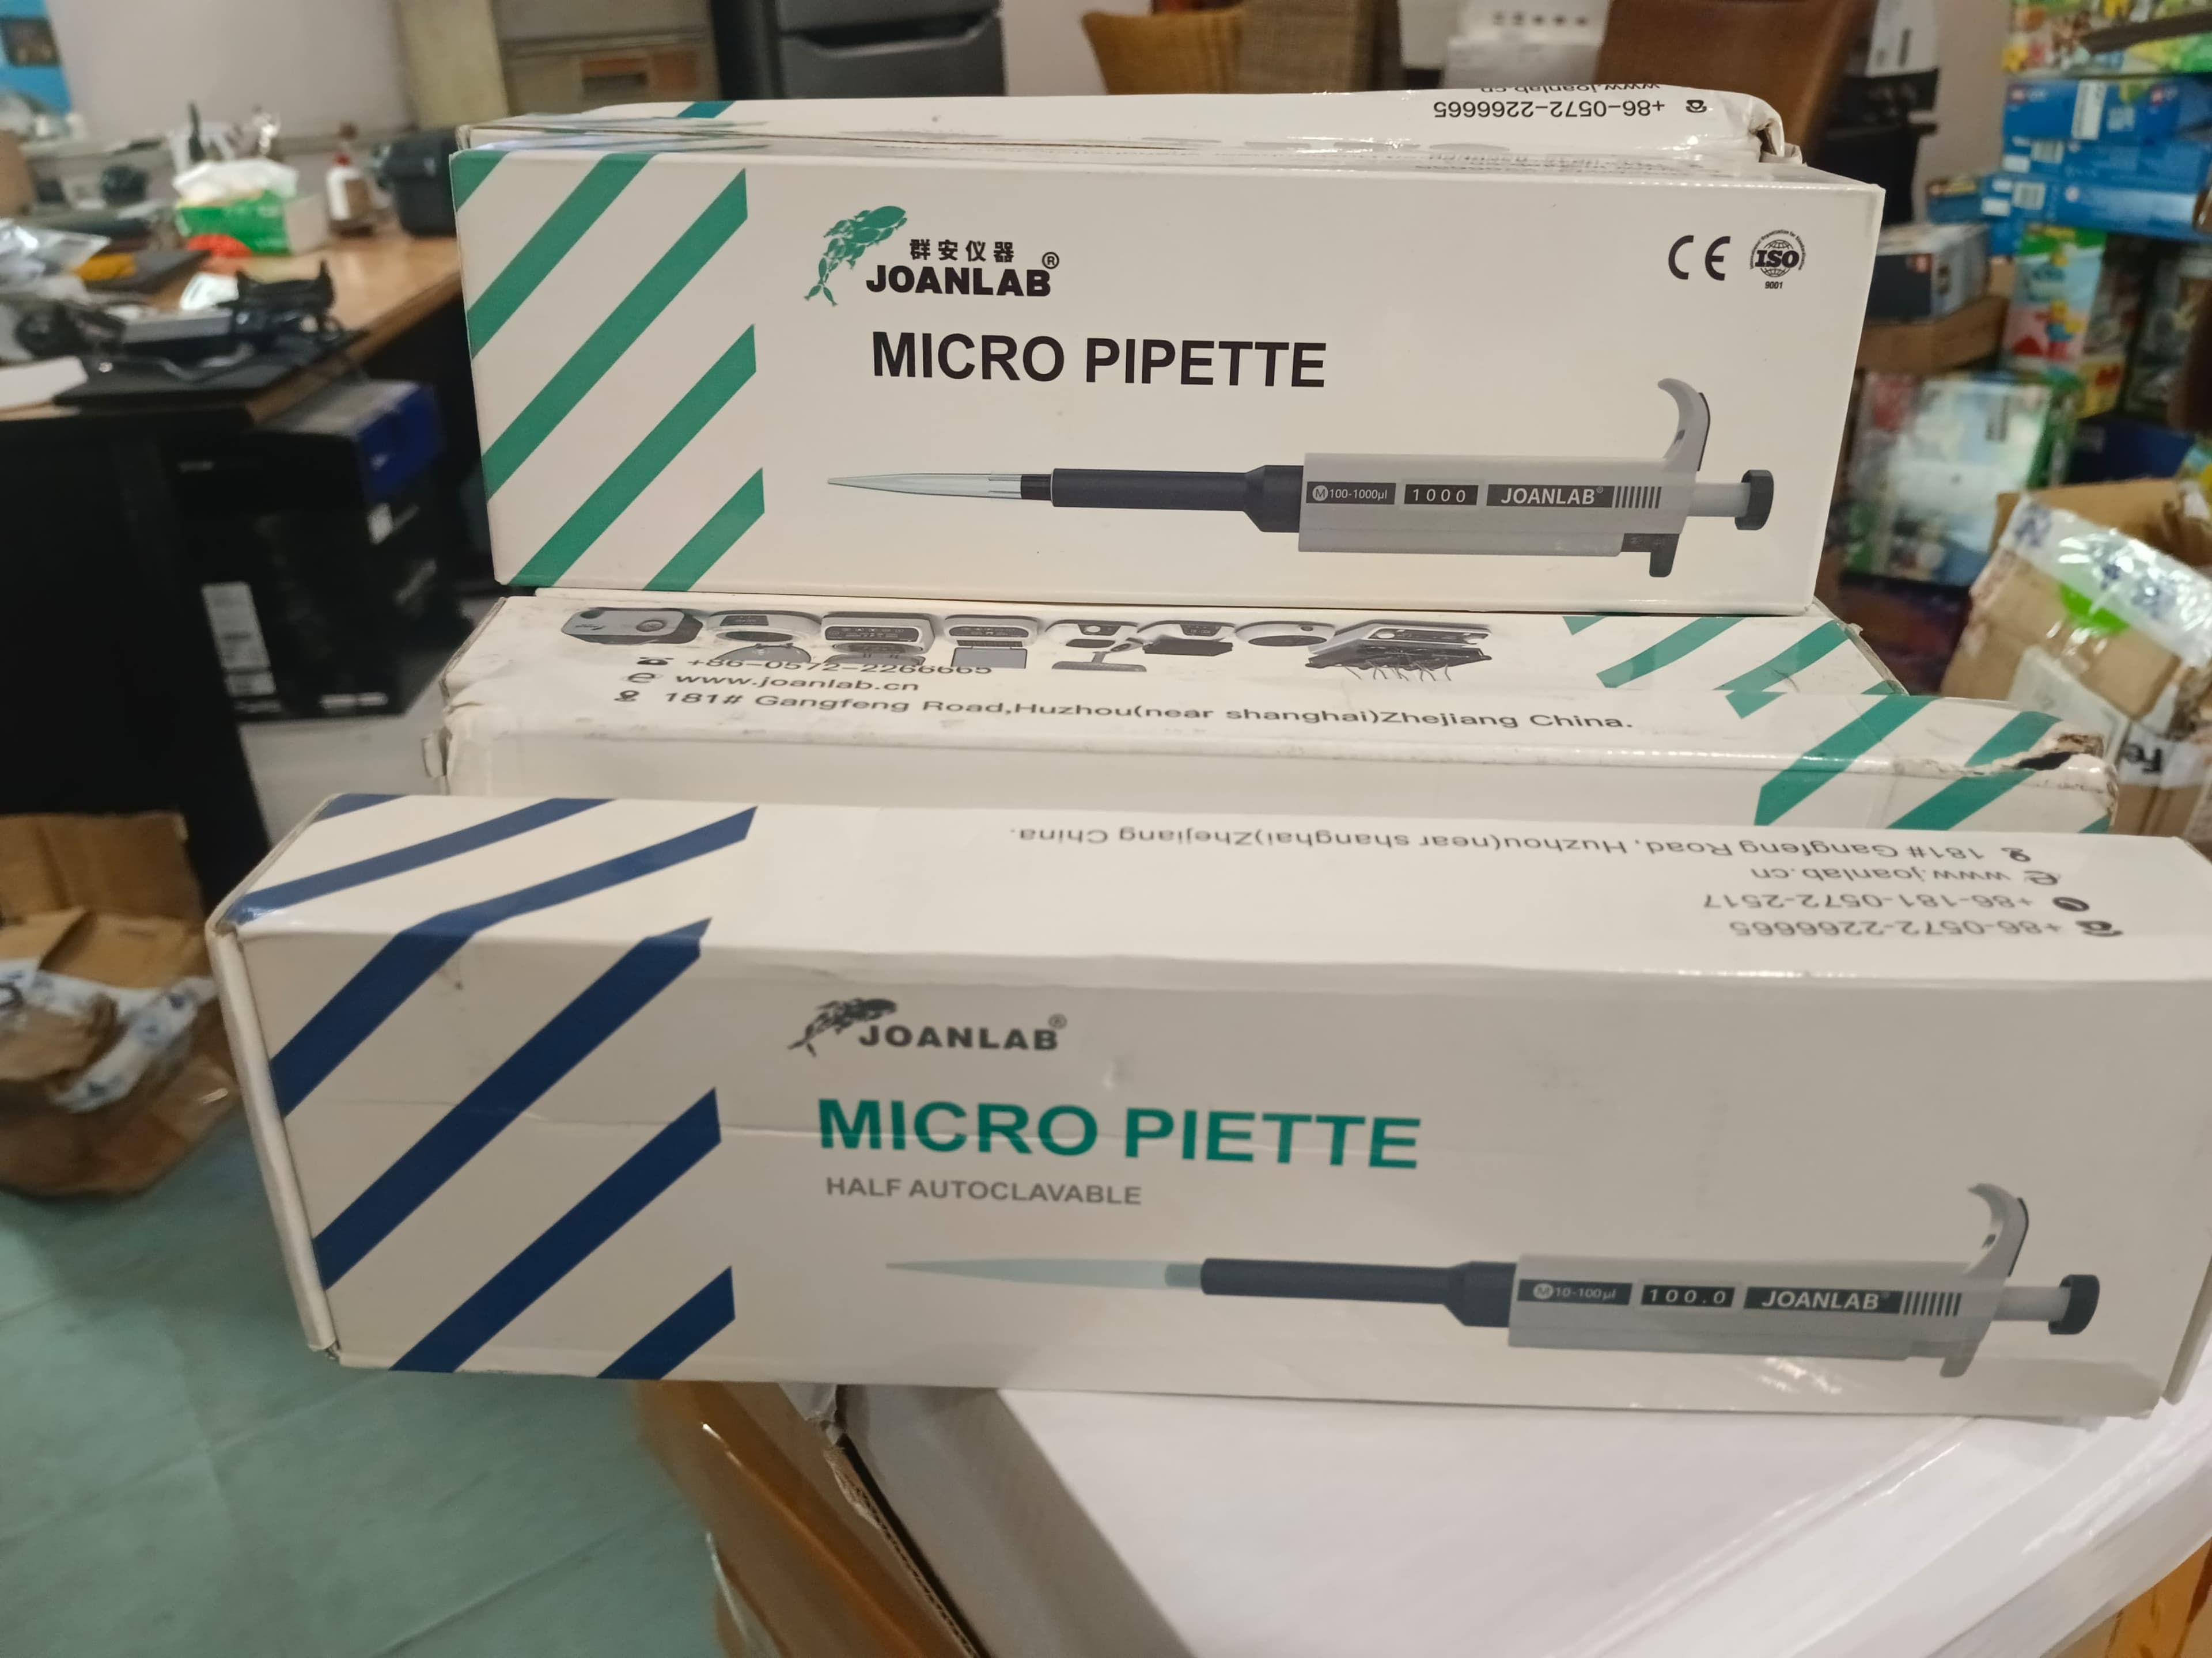 www.joanlab.cn
+86-0572-2266665
群安仪器
JOANLAB®
CE ISO
9001
MICRO PIPETTE
M 100-1000µl 1000 JOANLAB
+86-0572-2266665
www.joanlab.cn
181# Gangfeng Road,Huzhou(near shanghai)Zhejiang China.
+86-0572-2266665
+86-181-0572-2517
www.joanlab.cn
181# Gangfeng Road, Huzhou(near shanghai)Zhejiang China.
JOANLAB®
MICRO PIETTE
HALF AUTOCLAVABLE
M 10-100µl 100.0 JOANLAB